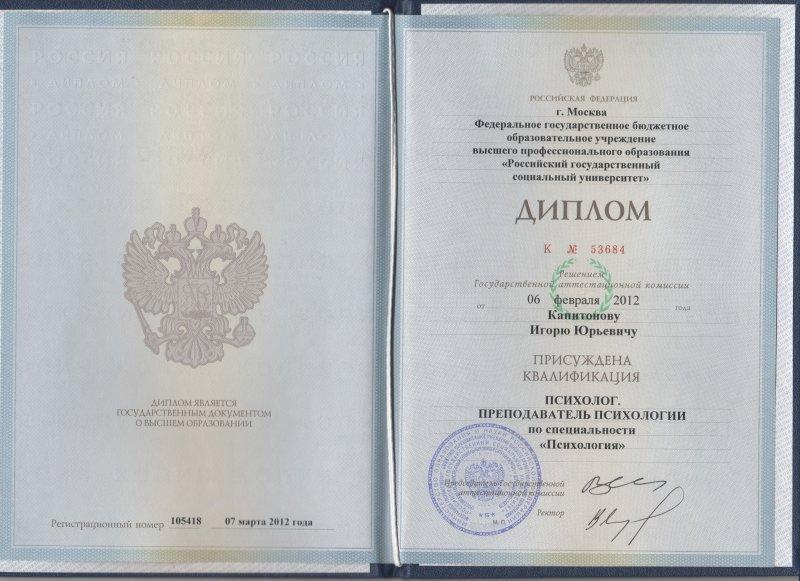 РОССИЯ РОССИЯ РОССИЯ
ДИПЛОМ ДИПЛОМ ДИПЛОМ
ДИПЛОМ ЯВЛЯЕТСЯ
ГОСУДАРСТВЕННЫМ ДОКУМЕНТОМ
О ВЫСШЕМ ОБРАЗОВАНИИ
Регистрационный номер 105418 07 марта 2012 года
РОССИЙСКАЯ ФЕДЕРАЦИЯ
г. Москва
Федеральное государственное бюджетное
образовательное учреждение
высшего профессионального образования
«Российский государственный
социальный университет»
ДИПЛОМ
К № 53684
Решением
Государственной аттестационной комиссии
от 06 февраля 2012 года
Капитонову
Игорю Юрьевичу
ПРИСУЖДЕНА
КВАЛИФИКАЦИЯ
ПСИХОЛОГ.
ПРЕПОДАВАТЕЛЬ ПСИХОЛОГИИ
по специальности
«Психология»
Председатель Государственной
аттестационной комиссии
Ректор
М.П.